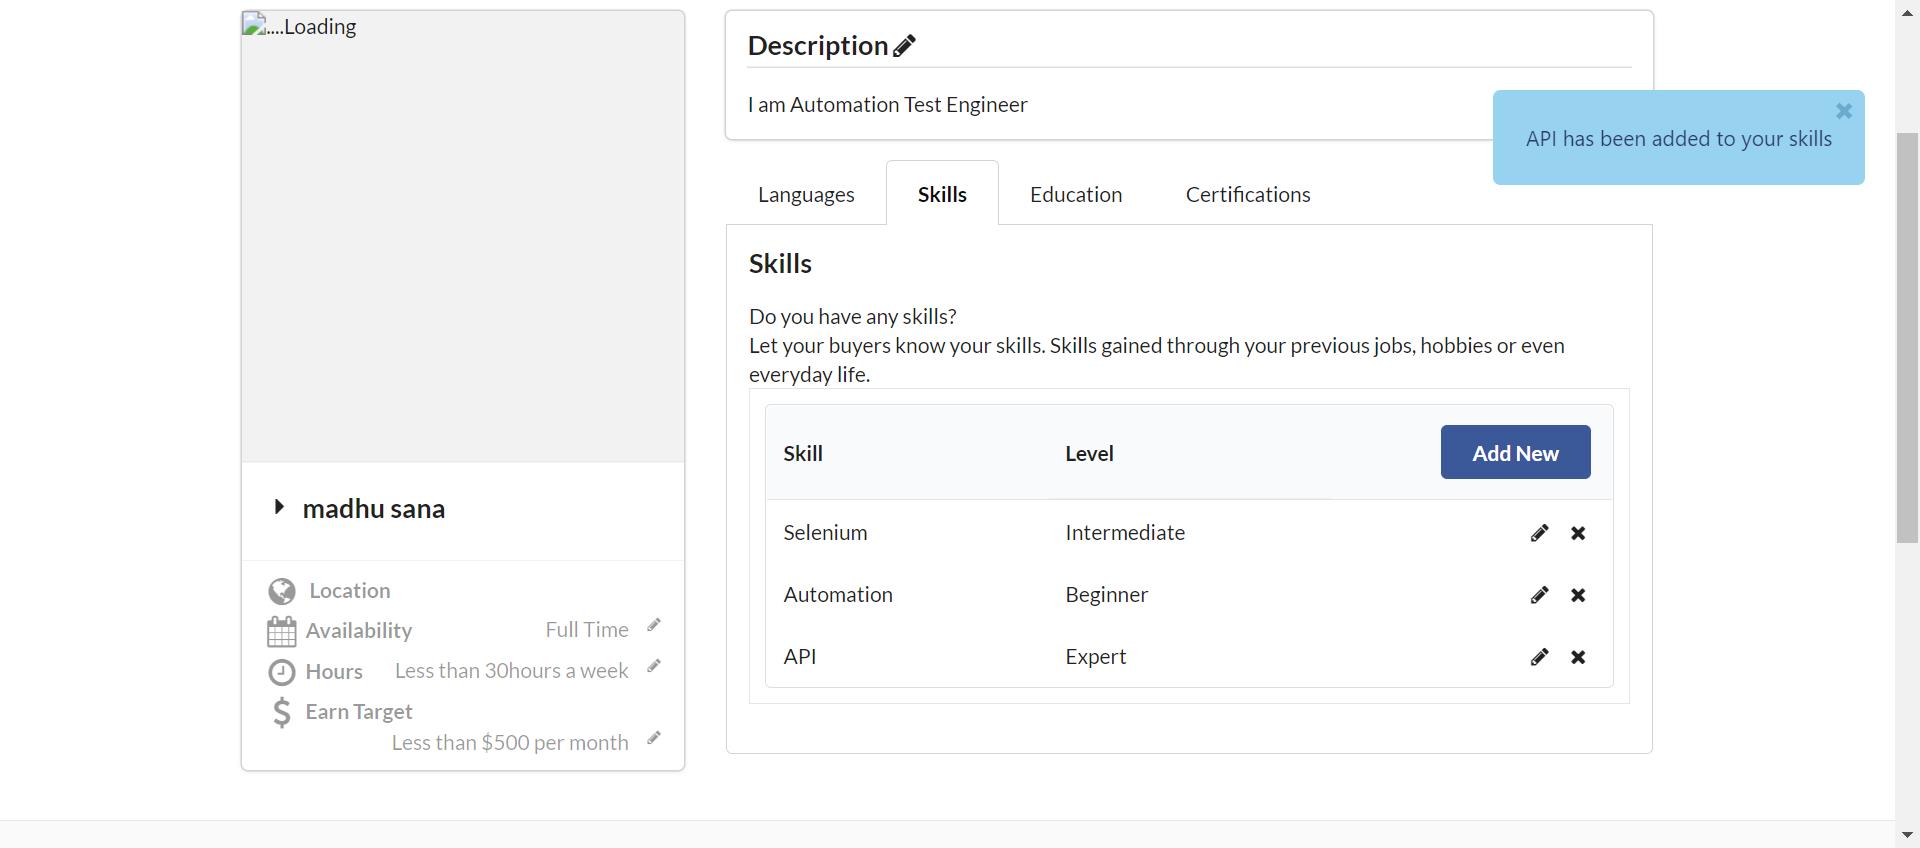 ....Loading
madhu sana
Location
Availability Full Time
Hours Less than 30hours a week
Earn Target
Less than $500 per month
Description
I am Automation Test Engineer
API has been added to your skills
Languages Skills Education Certifications
Skills
Do you have any skills?
Let your buyers know your skills. Skills gained through your previous jobs, hobbies or even
everyday life.
Skill Level Add New
Selenium Intermediate
Automation Beginner
API Expert